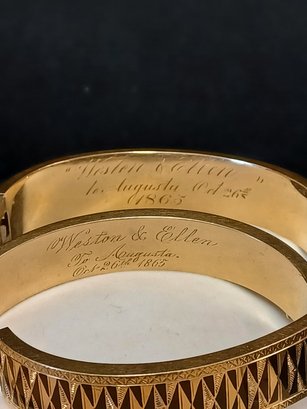 "Weston & Ellen"
to Augusta Oct 26th
1865
"Weston & Ellen
To Augusta.
Oct. 26th 1865